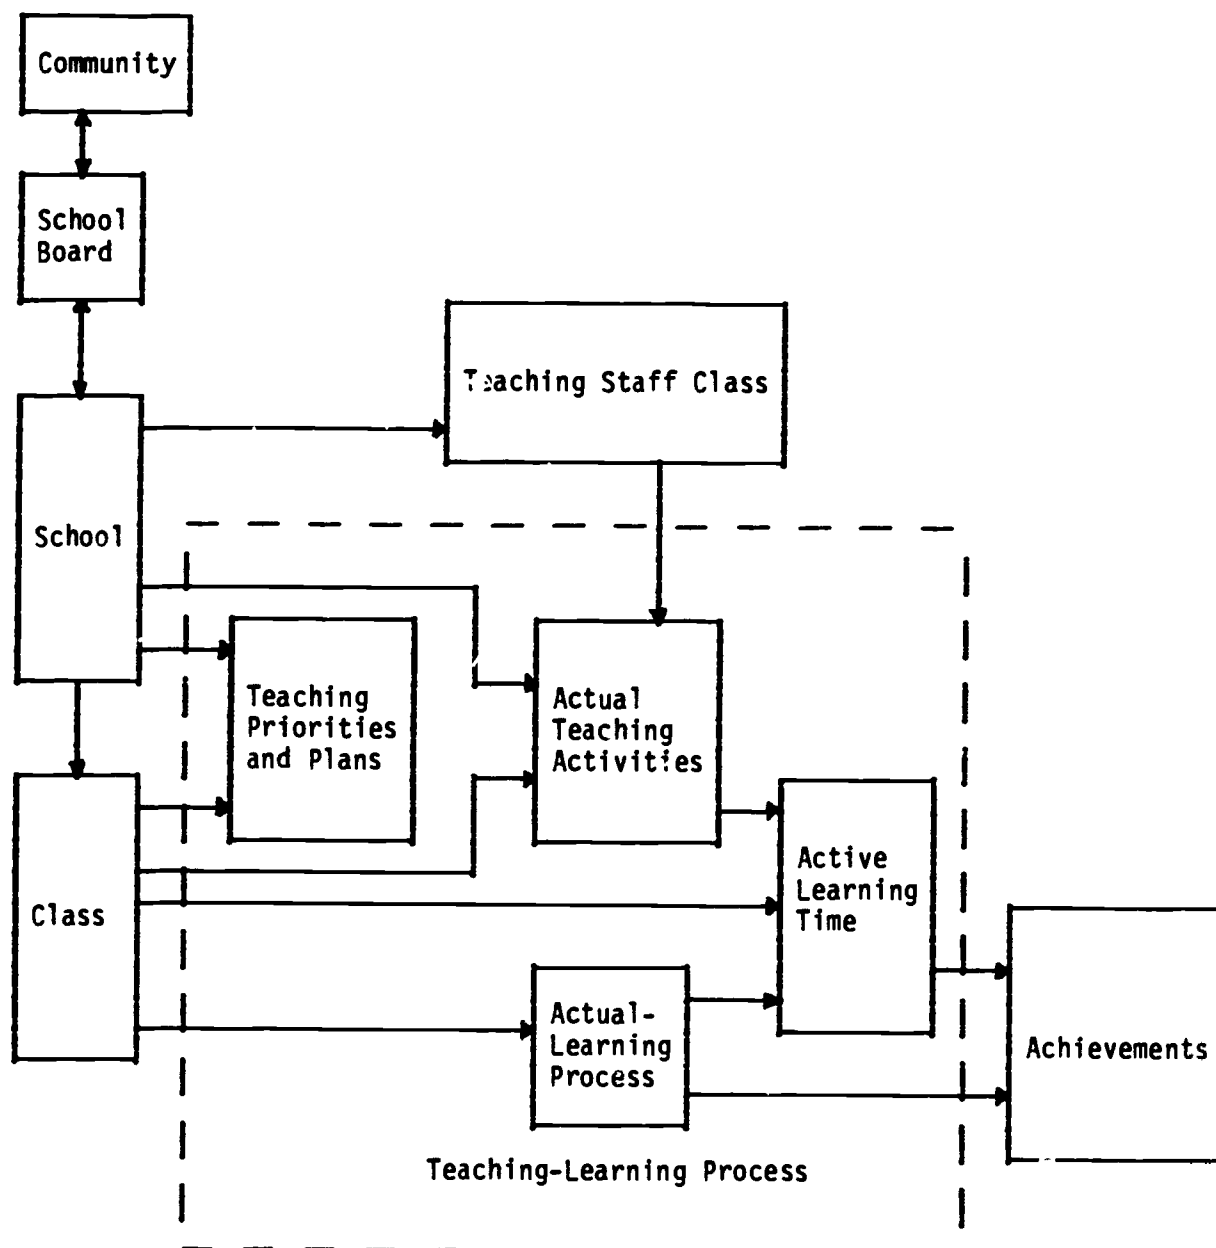 Community
School
Board
Teaching Staff Class
School
Teaching
Priorities
and Plans
Actual
Teaching
Activities
Active
Learning
Time
Class
Actual-
Learning
Process
Achievements
Teaching-Learning Process